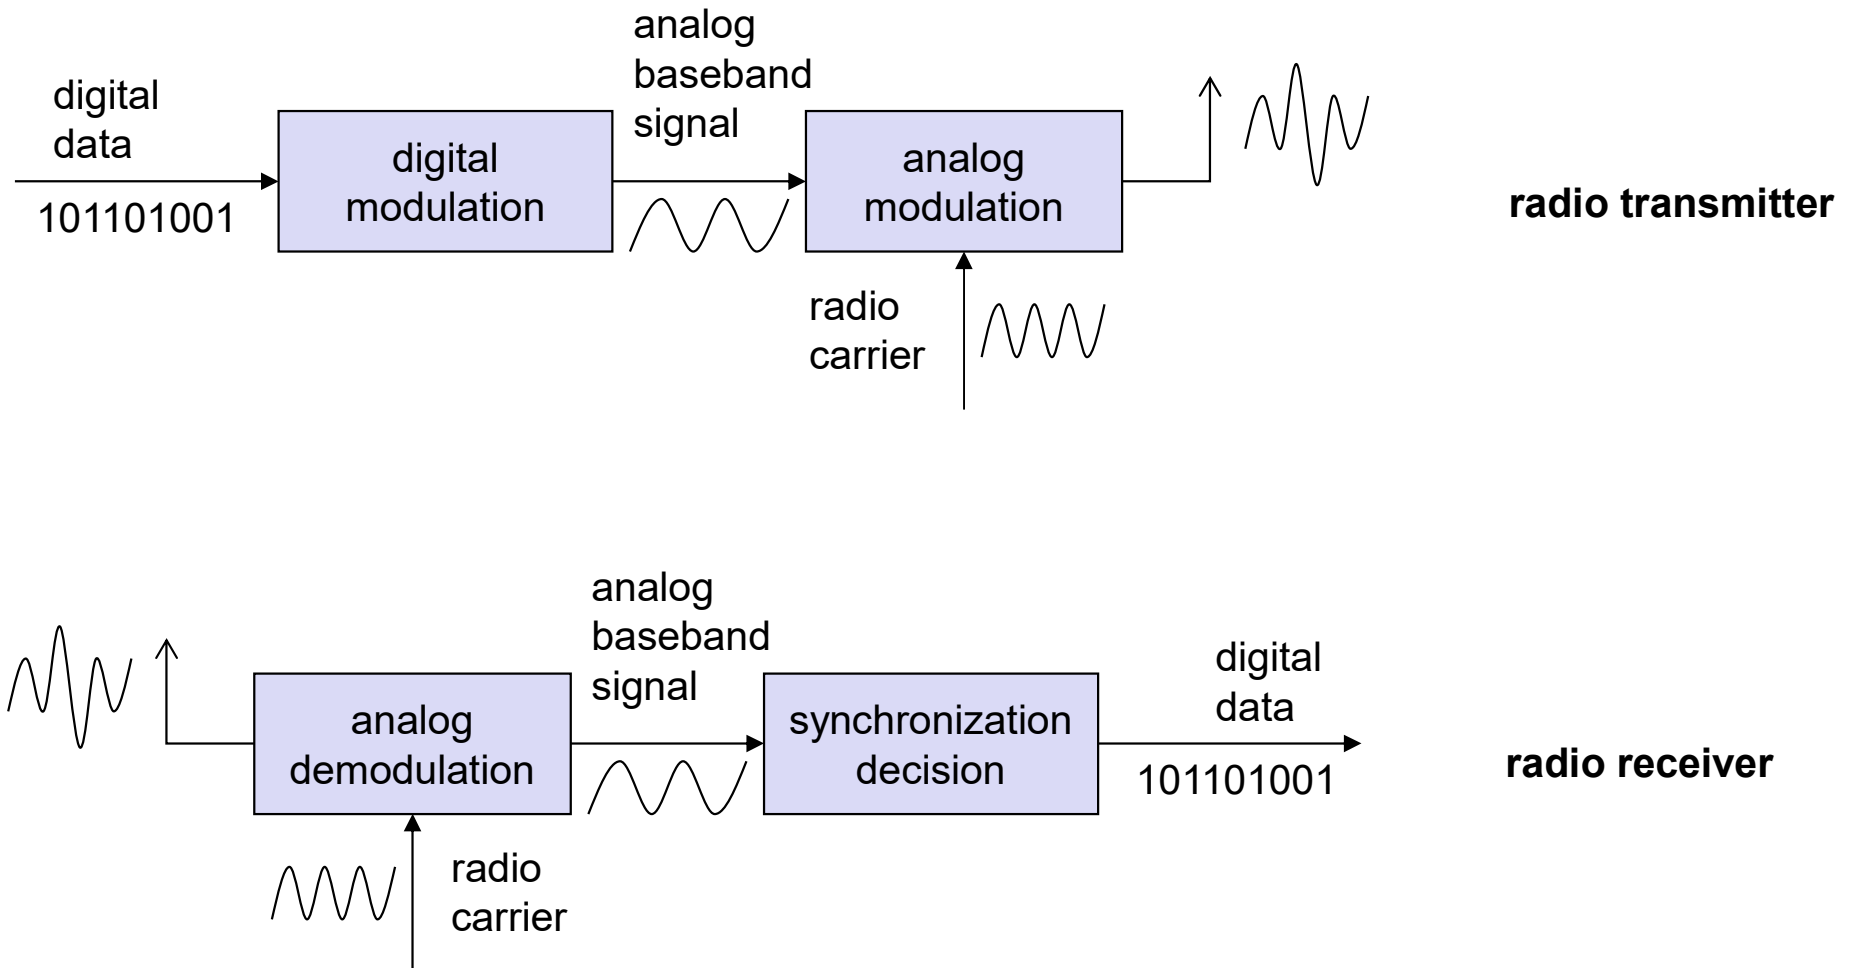 analog
baseband
signal
digital
data
101101001
digital
modulation
analog
modulation
radio
carrier
radio transmitter
analog
baseband
signal
analog
demodulation
synchronization
decision
digital
data
101101001
radio
carrier
radio receiver